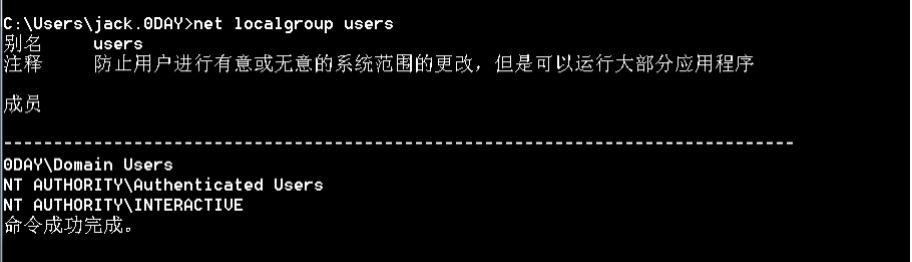 C:\Users\jack.0DAY>net localgroup users
别名     users
注释     防止用户进行有意或无意的系统范围的更改，但是可以运行大部分应用程序
成员
-------------------------------------------------------------------------------
0DAY\Domain Users
NT AUTHORITY\Authenticated Users
NT AUTHORITY\INTERACTIVE
命令成功完成。